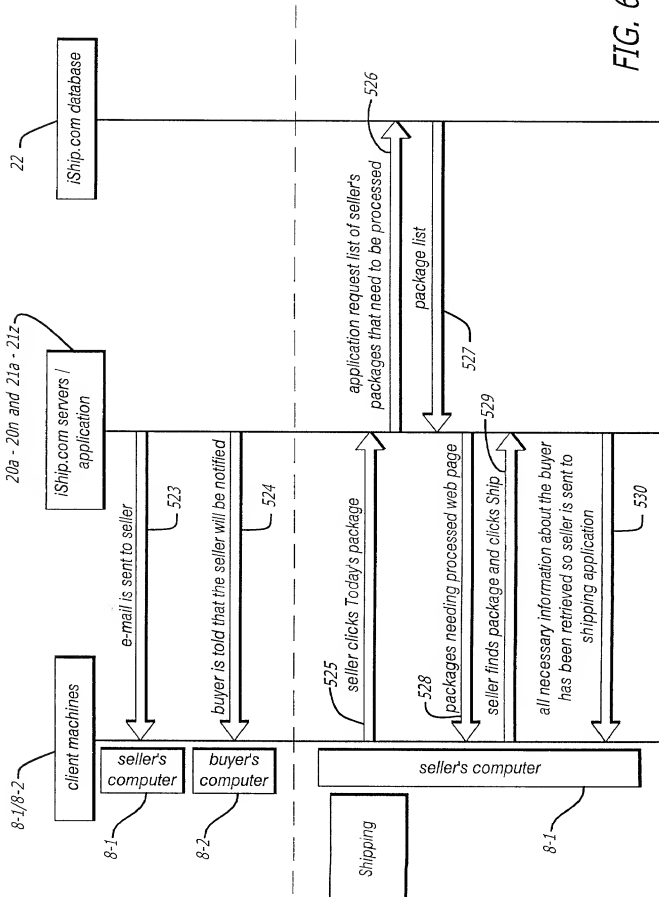 8-1/8-2
client machines
20a - 20n and 21a - 21z
iShip.com servers /
application
22
iShip.com database
seller's
computer
8-1
e-mail is sent to seller
523
buyer's
computer
8-2
buyer is told that the seller will be notified
524
Shipping
seller's computer
8-1
525
seller clicks Today's package
application request list of seller's
packages that need to be processed
526
package list
527
packages needing processed web page
528
seller finds package and clicks Ship
529
all necessary information about the buyer
has been retrieved so seller is sent to
shipping application
530